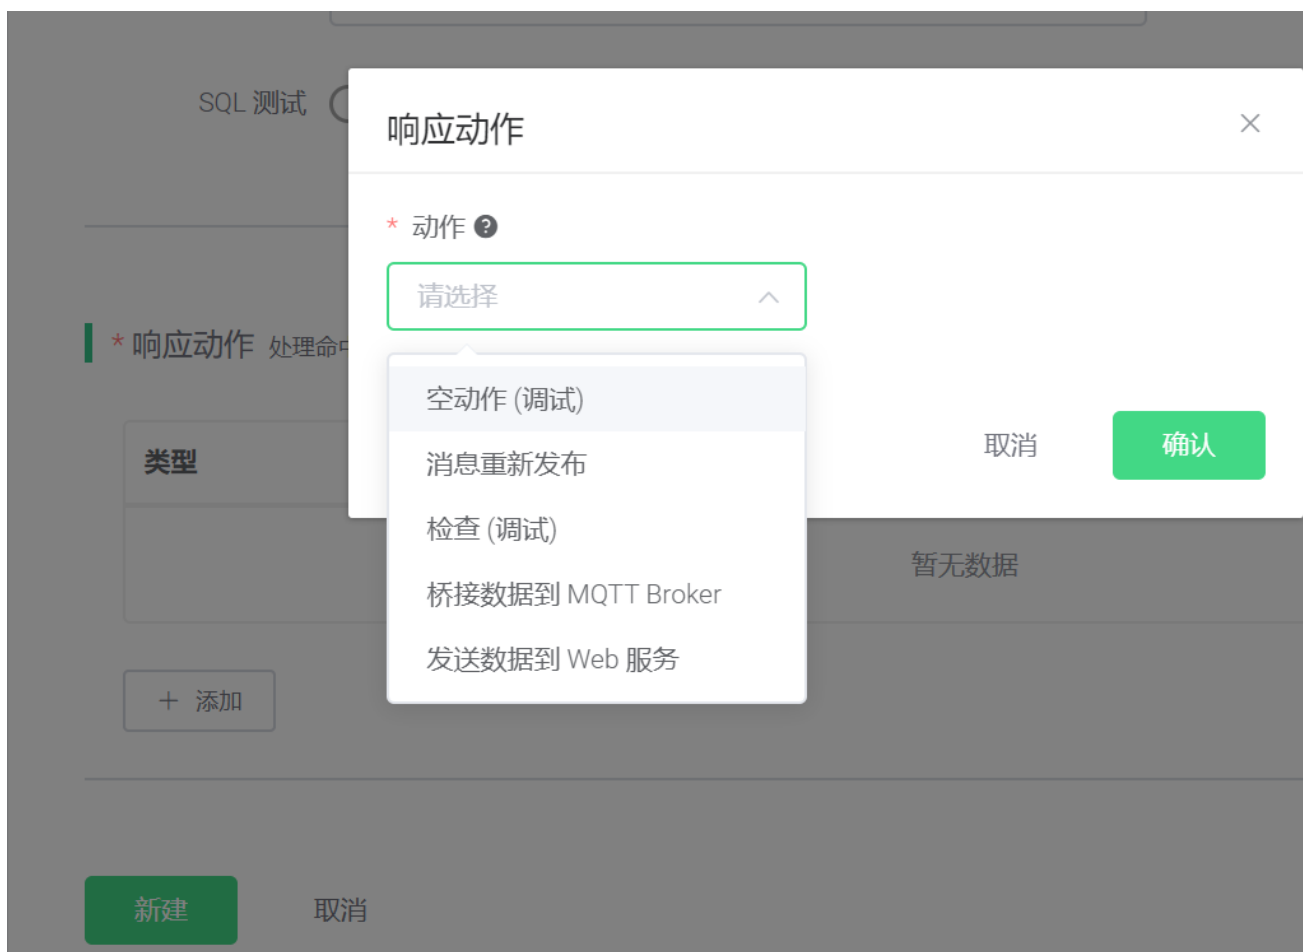 SQL 测试
响应动作
* 动作 ?
请选择
* 响应动作 处理命中
空动作 (调试)
消息重新发布
取消
确认
类型
检查 (调试)
暂无数据
桥接数据到 MQTT Broker
发送数据到 Web 服务
+ 添加
新建
取消